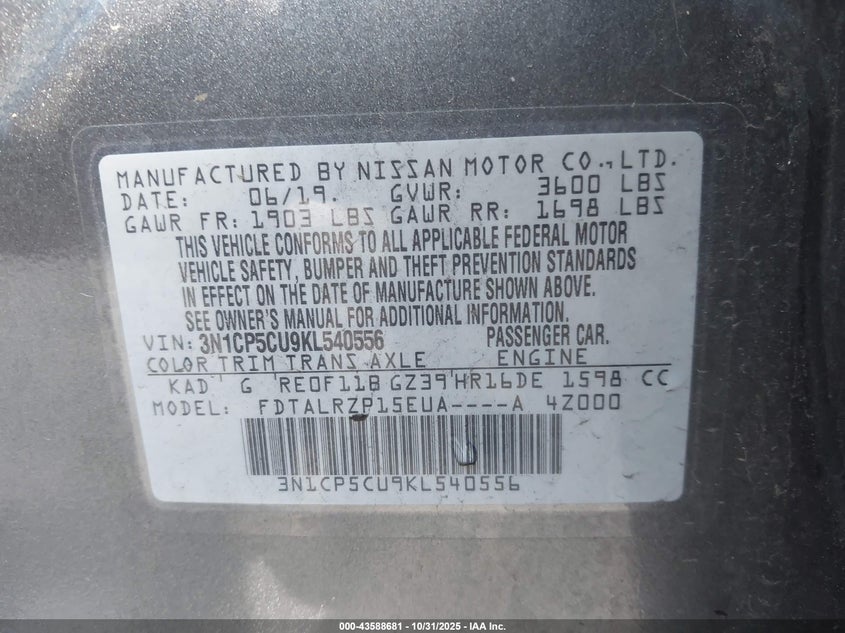 MANUFACTURED BY NISSAN MOTOR CO., LTD.
DATE: 06/19. GVWR: 3600 LBS
GAWR FR: 1903 LBS GAWR RR: 1698 LBS
THIS VEHICLE CONFORMS TO ALL APPLICABLE FEDERAL MOTOR
VEHICLE SAFETY, BUMPER AND THEFT PREVENTION STANDARDS
IN EFFECT ON THE DATE OF MANUFACTURE SHOWN ABOVE.
SEE OWNER'S MANUAL FOR ADDITIONAL INFORMATION.
VIN: 3N1CP5CU9KL540556 PASSENGER CAR.
COLOR TRIM TRANS AXLE ENGINE
KAD G RE0F11B GZ39 HR16DE 1598 CC
MODEL: FDTALRZP15EUA----A 4Z000
3N1CP5CU9KL540556
000-43588681 - 10/31/2025 - IAA Inc.